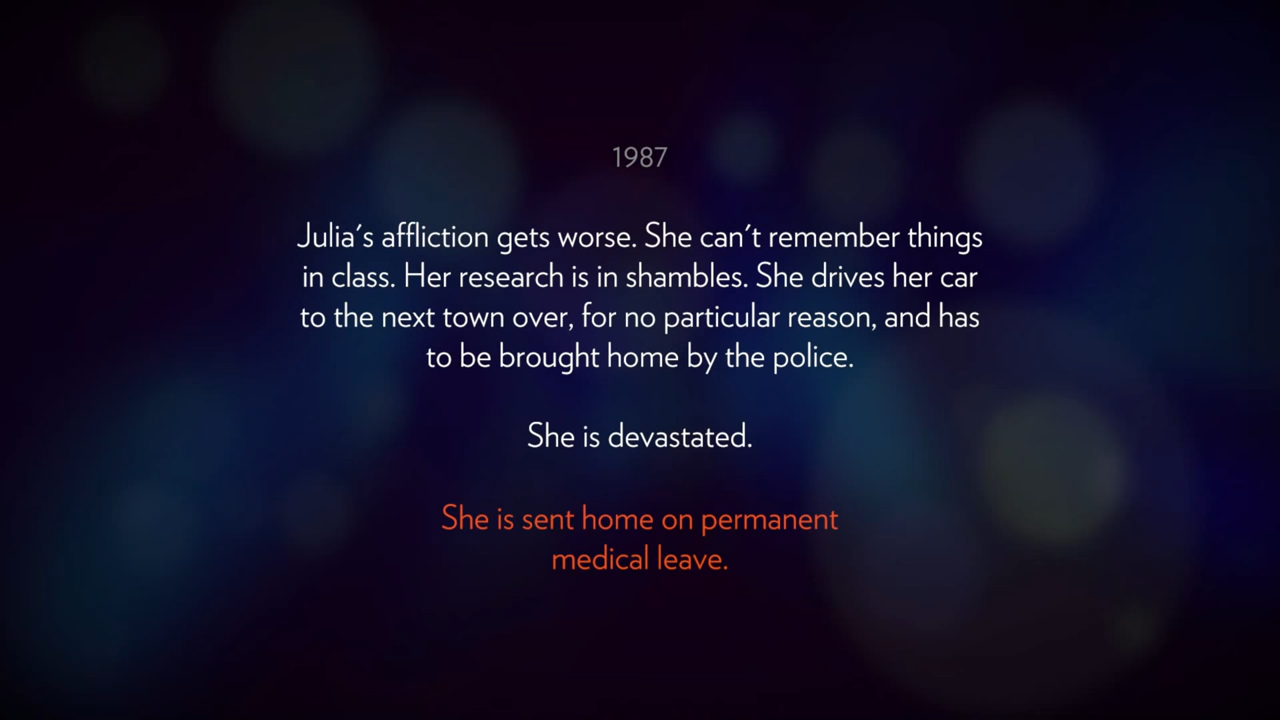 1987
Julia's affliction gets worse. She can't remember things
in class. Her research is in shambles. She drives her car
to the next town over, for no particular reason, and has
to be brought home by the police.
She is devastated.
She is sent home on permanent
medical leave.